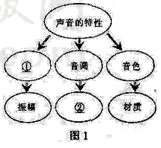 声音的特性
① 音调 音色
振幅 ② 材质
图1